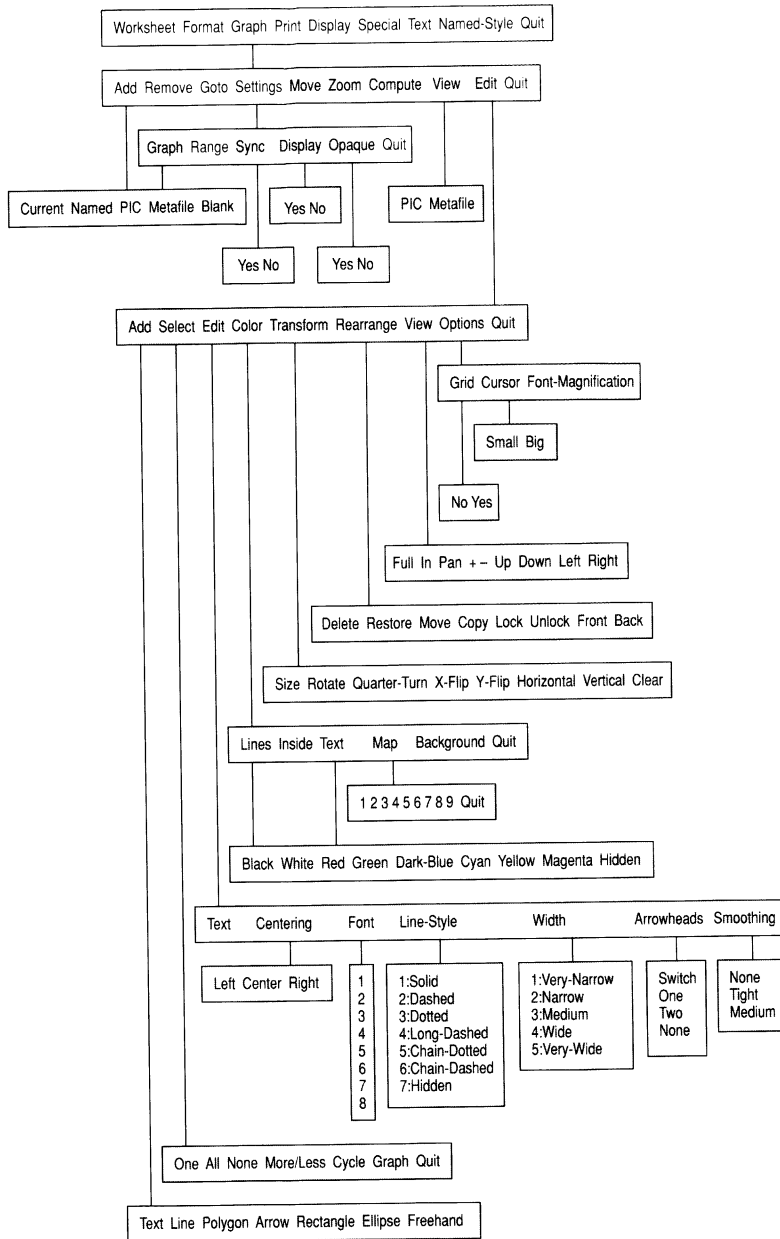 Worksheet Format Graph Print Display Special Text Named-Style Quit
Add Remove Goto Settings Move Zoom Compute View Edit Quit
Graph Range Sync Display Opaque Quit
Current Named PIC Metafile Blank
Yes No
PIC Metafile
Yes No
Yes No
Add Select Edit Color Transform Rearrange View Options Quit
Grid Cursor Font-Magnification
Small Big
No Yes
Full In Pan + – Up Down Left Right
Delete Restore Move Copy Lock Unlock Front Back
Size Rotate Quarter-Turn X-Flip Y-Flip Horizontal Vertical Clear
Lines Inside Text Map Background Quit
1 2 3 4 5 6 7 8 9 Quit
Black White Red Green Dark-Blue Cyan Yellow Magenta Hidden
Text Centering Font Line-Style Width Arrowheads Smoothing
Left Center Right
1
2
3
4
5
6
7
8
1:Solid
2:Dashed
3:Dotted
4:Long-Dashed
5:Chain-Dotted
6:Chain-Dashed
7:Hidden
1:Very-Narrow
2:Narrow
3:Medium
4:Wide
5:Very-Wide
Switch
One
Two
None
None
Tight
Medium
One All None More/Less Cycle Graph Quit
Text Line Polygon Arrow Rectangle Ellipse Freehand